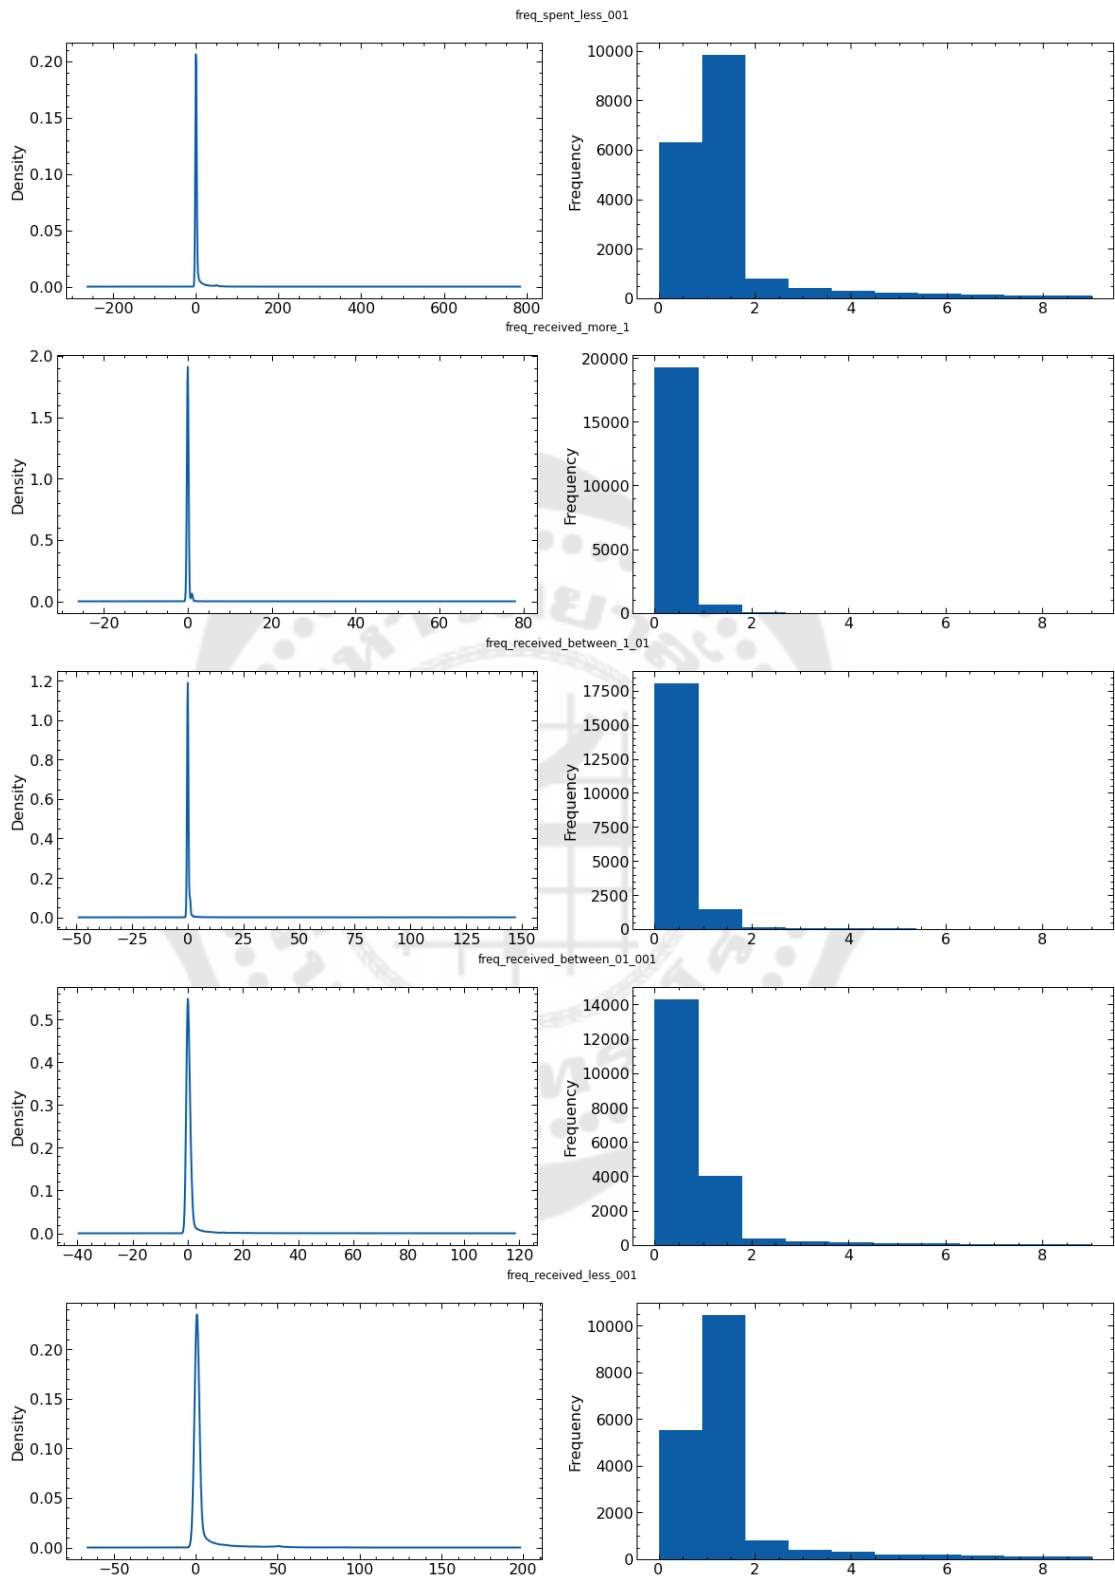 freq_spent_less_001
0.20
0.15
0.10
0.05
0.00
Density
−200 0 200 400 600 800
10000
8000
6000
4000
2000
0
Frequency
0 2 4 6 8
freq_received_more_1
2.0
1.5
1.0
0.5
0.0
Density
−20 0 20 40 60 80
20000
15000
10000
5000
0
Frequency
0 2 4 6 8
freq_received_between_1_01
1.2
1.0
0.8
0.6
0.4
0.2
0.0
Density
−50 −25 0 25 50 75 100 125 150
17500
15000
12500
10000
7500
5000
2500
0
Frequency
0 2 4 6 8
freq_received_between_01_001
0.5
0.4
0.3
0.2
0.1
0.0
Density
−40 −20 0 20 40 60 80 100 120
14000
12000
10000
8000
6000
4000
2000
0
Frequency
0 2 4 6 8
freq_received_less_001
0.20
0.15
0.10
0.05
0.00
Density
−50 0 50 100 150 200
10000
8000
6000
4000
2000
0
Frequency
0 2 4 6 8